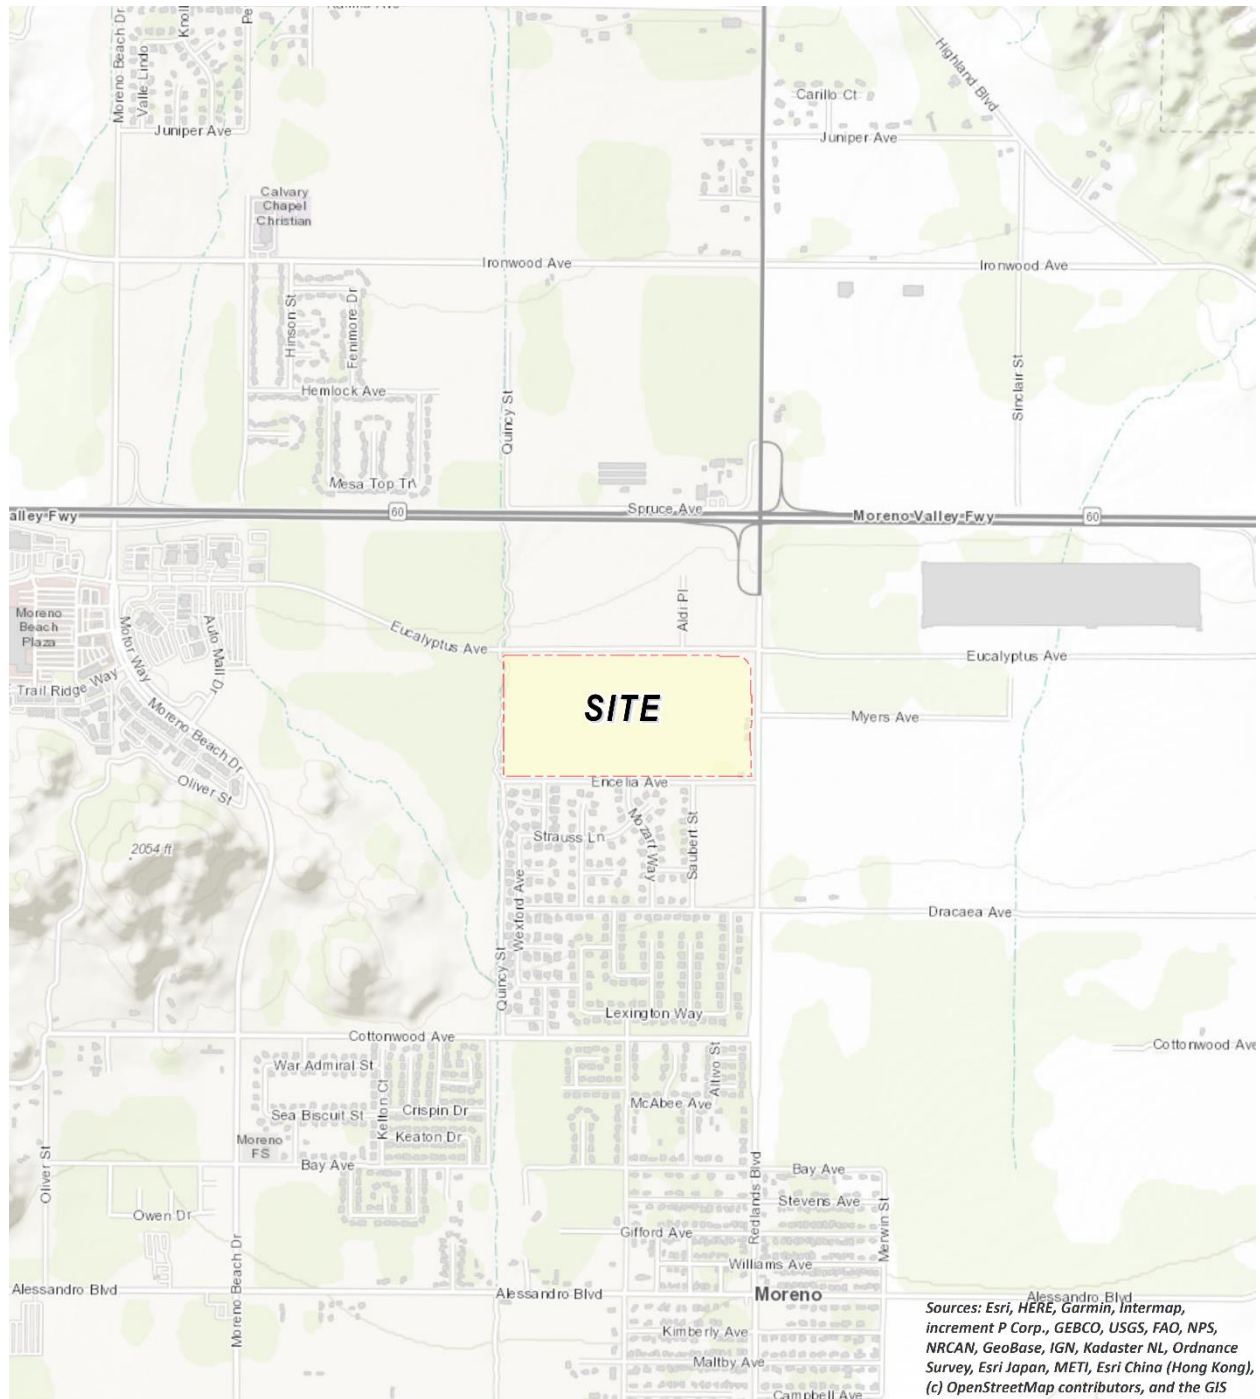 Moreno Beach Dr
Valle Lindo
Juniper Ave
Highland Blvd
Carillo Ct
Juniper Ave
Calvary
Chapel
Christian
Ironwood Ave
Ironwood Ave
Hinson St
Fenimore Dr
Hemlock Ave
Quincy St
Sinclair St
Mesa Top Tr
alley Fwy
60
Spruce Ave
Moreno Valley Fwy
60
Moreno
Beach
Plaza
Motor Way
Auto Mall Dr
Eucalyptus Ave
Aldi Pl
Eucalyptus Ave
Trail Ridge Way
SITE
Myers Ave
Moreno Beach Dr
Oliver St
Encelia Ave
Strauss Ln
Mozart Way
Saubert St
2054 ft
Wexford Ave
Dracaea Ave
Quincy St
Lexington Way
Cottonwood Ave
Cottonwood Ave
War Admiral St
Altivo St
Kelton Ct
Crispin Dr
McAbee Ave
Sea Biscuit St
Keaton Dr
Moreno
FS
Bay Ave
Oliver St
Redlands Blvd
Bay Ave
Stevens Ave
Merwin St
Owen Dr
Gifford Ave
Moreno Beach Dr
Williams Ave
Alessandro Blvd
Alessandro Blvd
Moreno
Alessandro Blvd
Kimberly Ave
Maltby Ave
Campbell Ave
Sources: Esri, HERE, Garmin, Intermap,
increment P Corp., GEBCO, USGS, FAO, NPS,
NRCAN, GeoBase, IGN, Kadaster NL, Ordnance
Survey, Esri Japan, METI, Esri China (Hong Kong),
(c) OpenStreetMap contributors, and the GIS